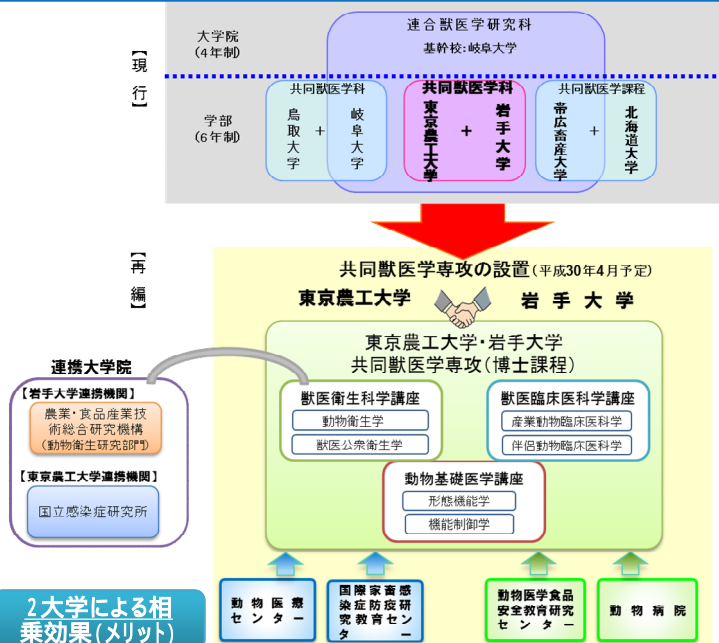 【現行】
大学院
(4年制)
連合獣医学研究科
基幹校:岐阜大学
学部
(6年制)
共同獣医学科
鳥取大学
+
岐阜大学
共同獣医学科
東京農工大学
+
岩手大学
共同獣医学課程
帯広畜産大学
+
北海道大学
【再編】
共同獣医学専攻の設置(平成30年4月予定)
東京農工大学
岩手大学
東京農工大学・岩手大学
共同獣医学専攻(博士課程)
獣医衛生科学講座
動物衛生学
獣医公衆衛生学
獣医臨床医科学講座
産業動物臨床医科学
伴侶動物臨床医科学
動物基礎医学講座
形態機能学
機能制御学
連携大学院
【岩手大学連携機関】
農業・食品産業技
術総合研究機構
(動物衛生研究部門)
【東京農工大学連携機関】
国立感染症研究所
動物医療
センター
国際家畜感
染症防疫研
究教育セン
ター
動物医学食品
安全教育研究
センター
動物病院
2大学による相
乗効果(メリット)